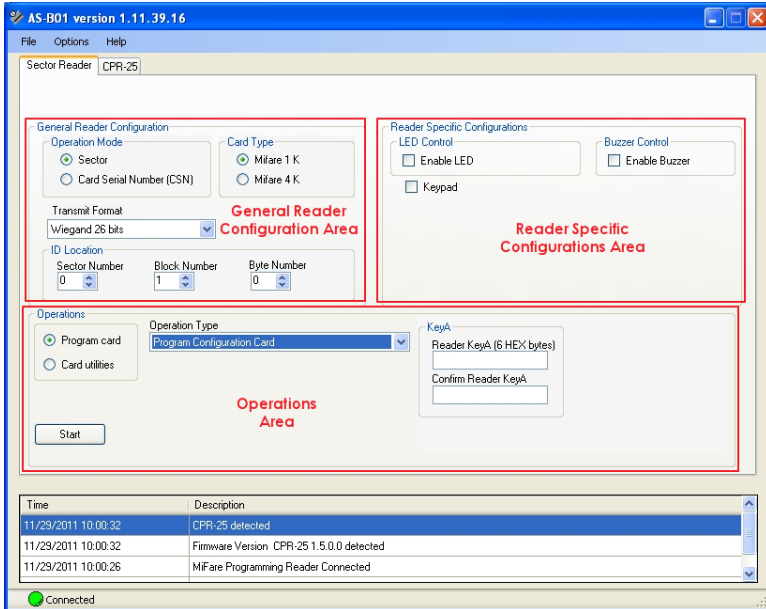 AS-B01 version 1.11.39.16
File Options Help
Sector Reader CPR-25
General Reader Configuration
Operation Mode
Sector
Card Serial Number (CSN)
Card Type
Mifare 1 K
Mifare 4 K
Transmit Format
Wiegand 26 bits
General Reader
Configuration Area
ID Location
Sector Number Block Number Byte Number
0 1 0
Reader Specific Configurations
LED Control
Enable LED
Buzzer Control
Enable Buzzer
Keypad
Reader Specific
Configurations Area
Operations
Program card
Card utilities
Operation Type
Program Configuration Card
KeyA
Reader KeyA (6 HEX bytes)
Confirm Reader KeyA
Operations
Area
Start
Time Description
11/29/2011 10:00:32 CPR-25 detected
11/29/2011 10:00:32 Firmware Version CPR-25 1.5.0.0 detected
11/29/2011 10:00:26 MiFare Programming Reader Connected
Connected